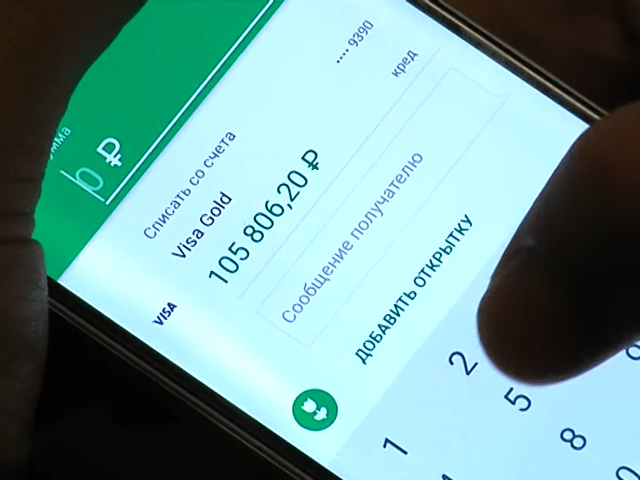 0 ₽
Списать со счета
Visa Gold
•••• 9390
105 806,20 ₽
кред
VISA
Сообщение получателю
ДОБАВИТЬ ОТКРЫТКУ
1
2
5
8